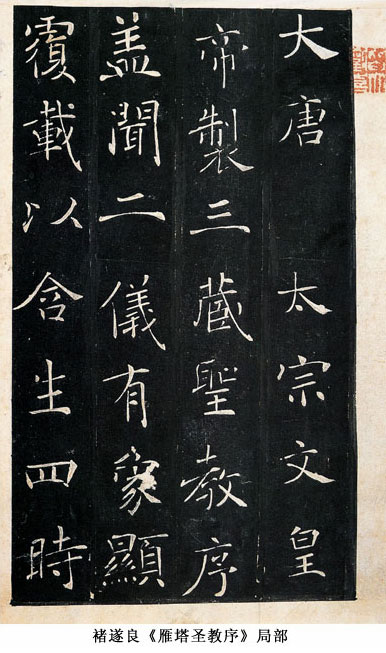 大唐 太宗文皇
帝製三藏聖教序
盖聞二儀有象顯
覆載以含生四時
褚遂良《雁塔圣教序》局部